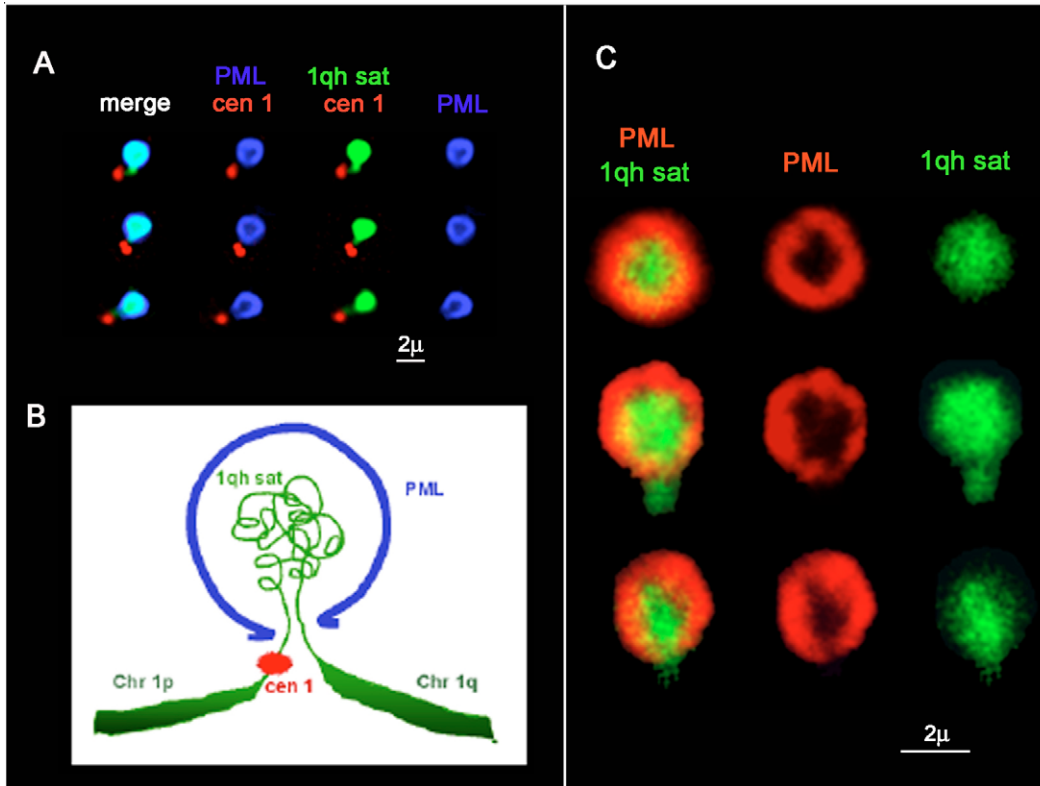 A
PML 1qh sat
merge cen 1 cen 1 PML
2μ
B
1qh sat
PML
cen 1
Chr 1p Chr 1q
C
PML
1qh sat PML 1qh sat
2μ